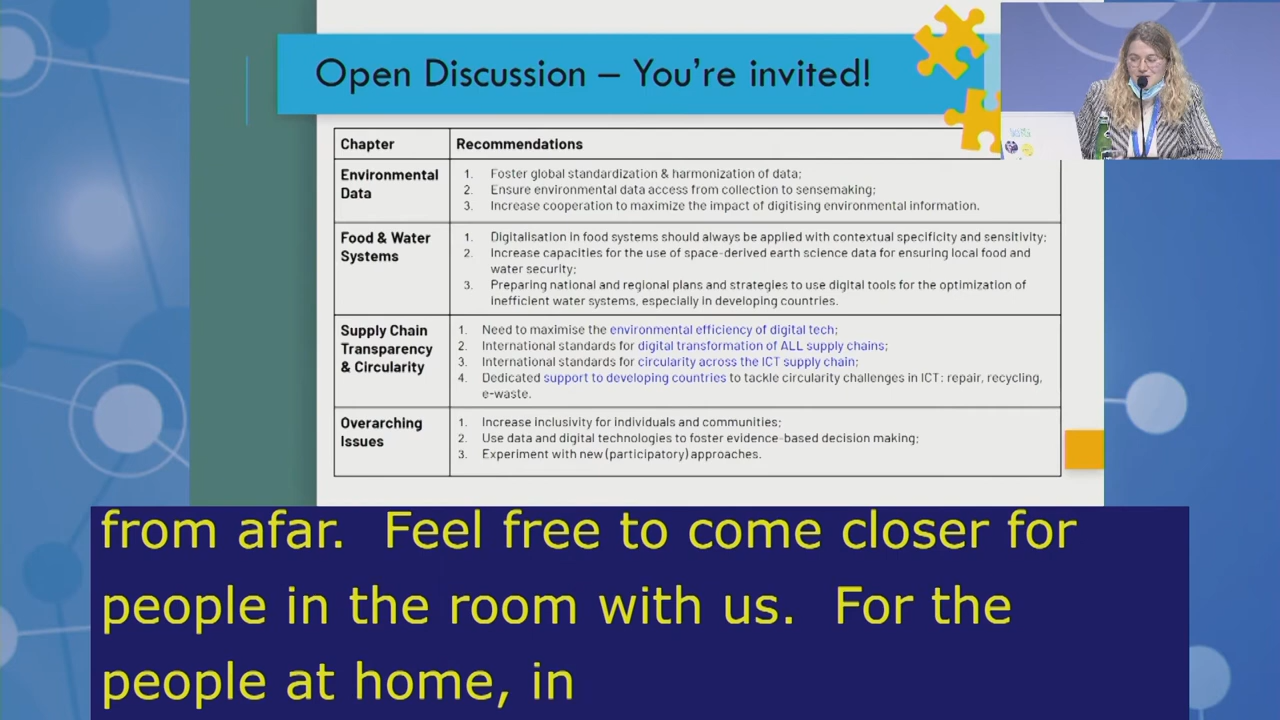 Open Discussion – You're invited!
Chapter
Recommendations
Environmental
Data
1. Foster global standardization & harmonization of data;
2. Ensure environmental data access from collection to sensemaking;
3. Increase cooperation to maximize the impact of digitising environmental information.
Food & Water
Systems
1. Digitalisation in food systems should always be applied with contextual specificity and sensitivity;
2. Increase capacities for the use of space-derived earth science data for ensuring local food and
water security;
3. Preparing national and regional plans and strategies to use digital tools for the optimization of
inefficient water systems, especially in developing countries.
Supply Chain
Transparency
& Circularity
1. Need to maximise the environmental efficiency of digital tech;
2. International standards for digital transformation of ALL supply chains;
3. International standards for circularity across the ICT supply chain;
4. Dedicated support to developing countries to tackle circularity challenges in ICT: repair, recycling,
e-waste.
Overarching
Issues
1. Increase inclusivity for individuals and communities;
2. Use data and digital technologies to foster evidence-based decision making;
3. Experiment with new (participatory) approaches.
from afar. Feel free to come closer for
people in the room with us. For the
people at home, in